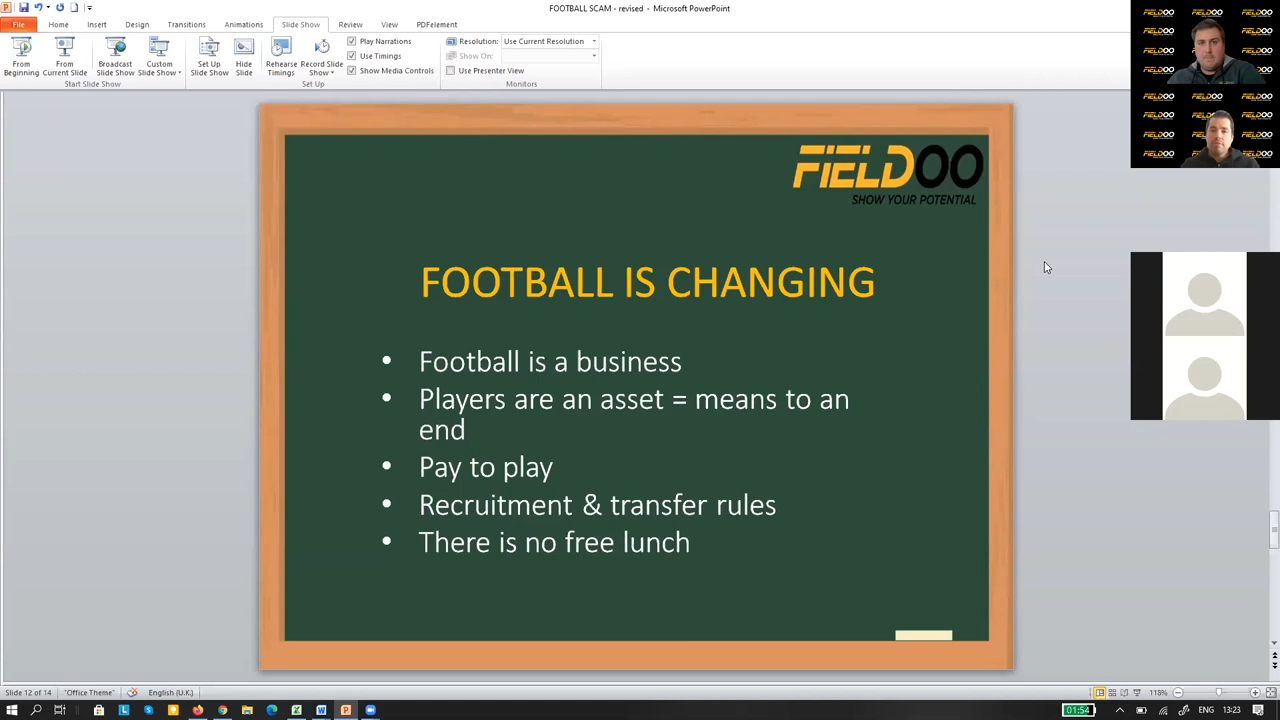 FOOTBALL SCAM - revised - Microsoft PowerPoint
File Home Insert Design Transitions Animations Slide Show Review View PDFelement
From Beginning
From Current Slide
Broadcast Slide Show
Custom Slide Show
Set Up Slide Show
Hide Slide
Rehearse Timings
Record Slide Show
Play Narrations
Use Timings
Show Media Controls
Resolution: Use Current Resolution
Show On:
Use Presenter View
Start Slide Show
Set Up
Monitors
FIELDOO
SHOW YOUR POTENTIAL
FOOTBALL IS CHANGING
• Football is a business
• Players are an asset = means to an
end
• Pay to play
• Recruitment & transfer rules
• There is no free lunch
Slide 12 of 14 "Office Theme" English (U.K.) 118%
01:54 ENG 13:23